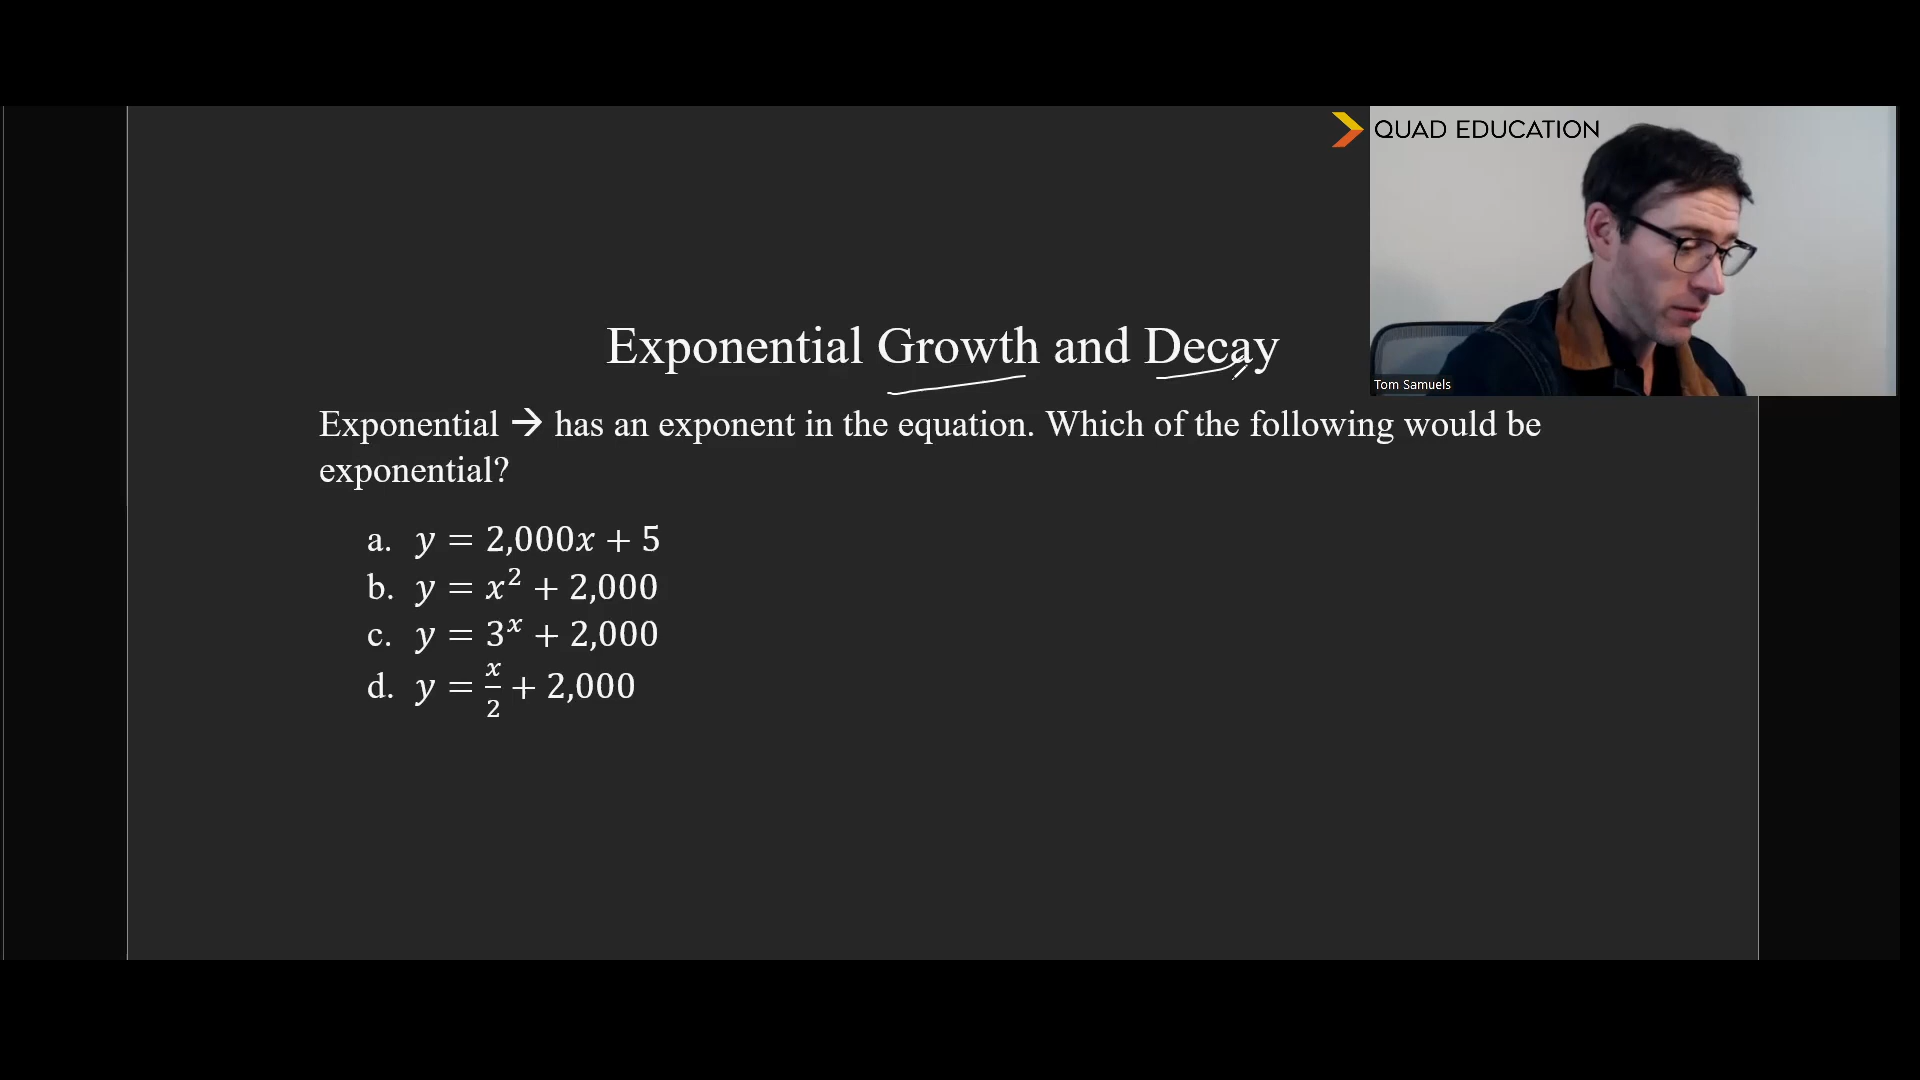 QUAD EDUCATION
Tom Samuels
Exponential Growth and Decay
Exponential → has an exponent in the equation. Which of the following would be
exponential?
a. y = 2,000x + 5
b. y = x² + 2,000
c. y = 3ˣ + 2,000
d. y = x/2 + 2,000